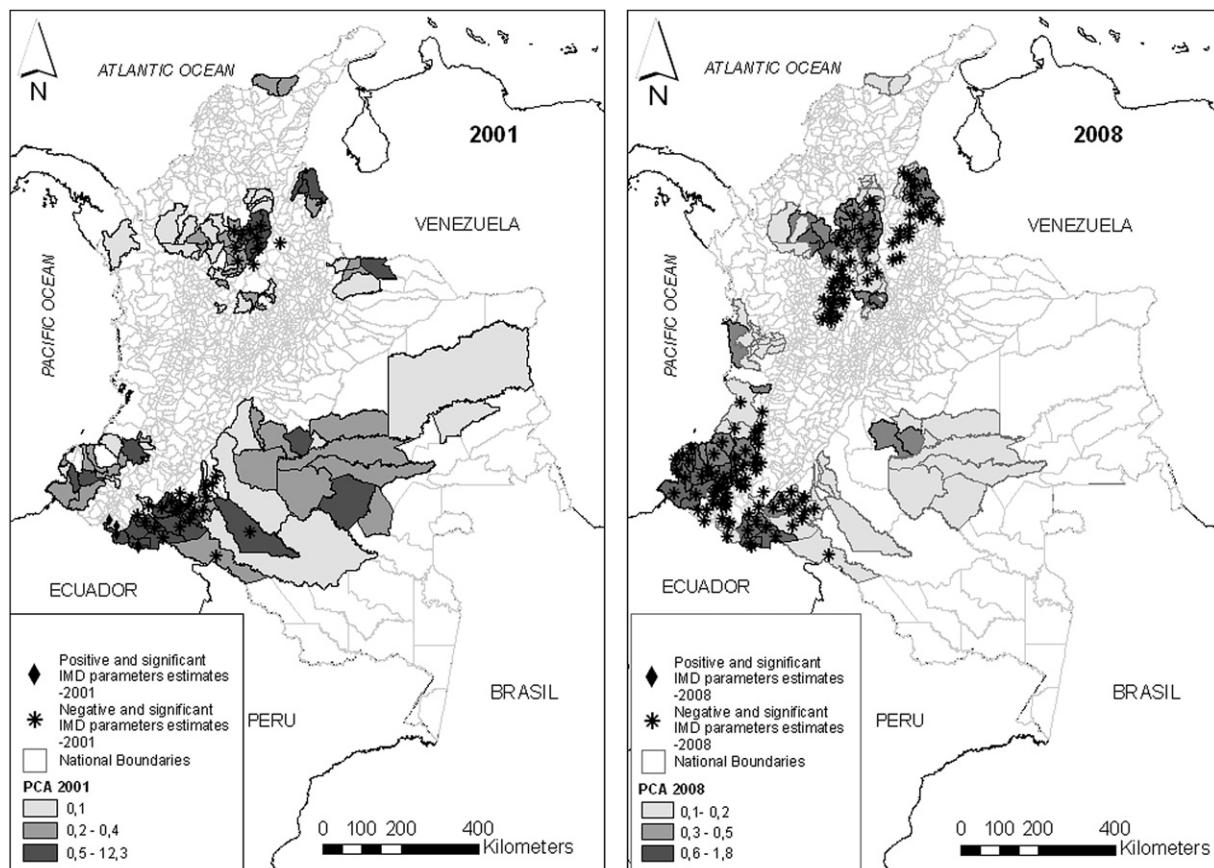 ATLANTIC OCEAN
N
2001
VENEZUELA
PACIFIC OCEAN
ECUADOR
Positive and significant
IMD parameters estimates
-2001
Negative and significant
IMD parameters estimates
-2001
National Boundaries
PCA 2001
0,1
0,2 - 0,4
0,5 - 12,3
PERU
BRASIL
0 100 200 400
Kilometers
ATLANTIC OCEAN
N
2008
VENEZUELA
PACIFIC OCEAN
ECUADOR
Positive and significant
IMD parameters estimates
-2008
Negative and significant
IMD parameters estimates
-2008
National Boundaries
PCA 2008
0,1- 0,2
0,3 - 0,5
0,6 - 1,8
PERU
BRASIL
0 100 200 400
Kilometers